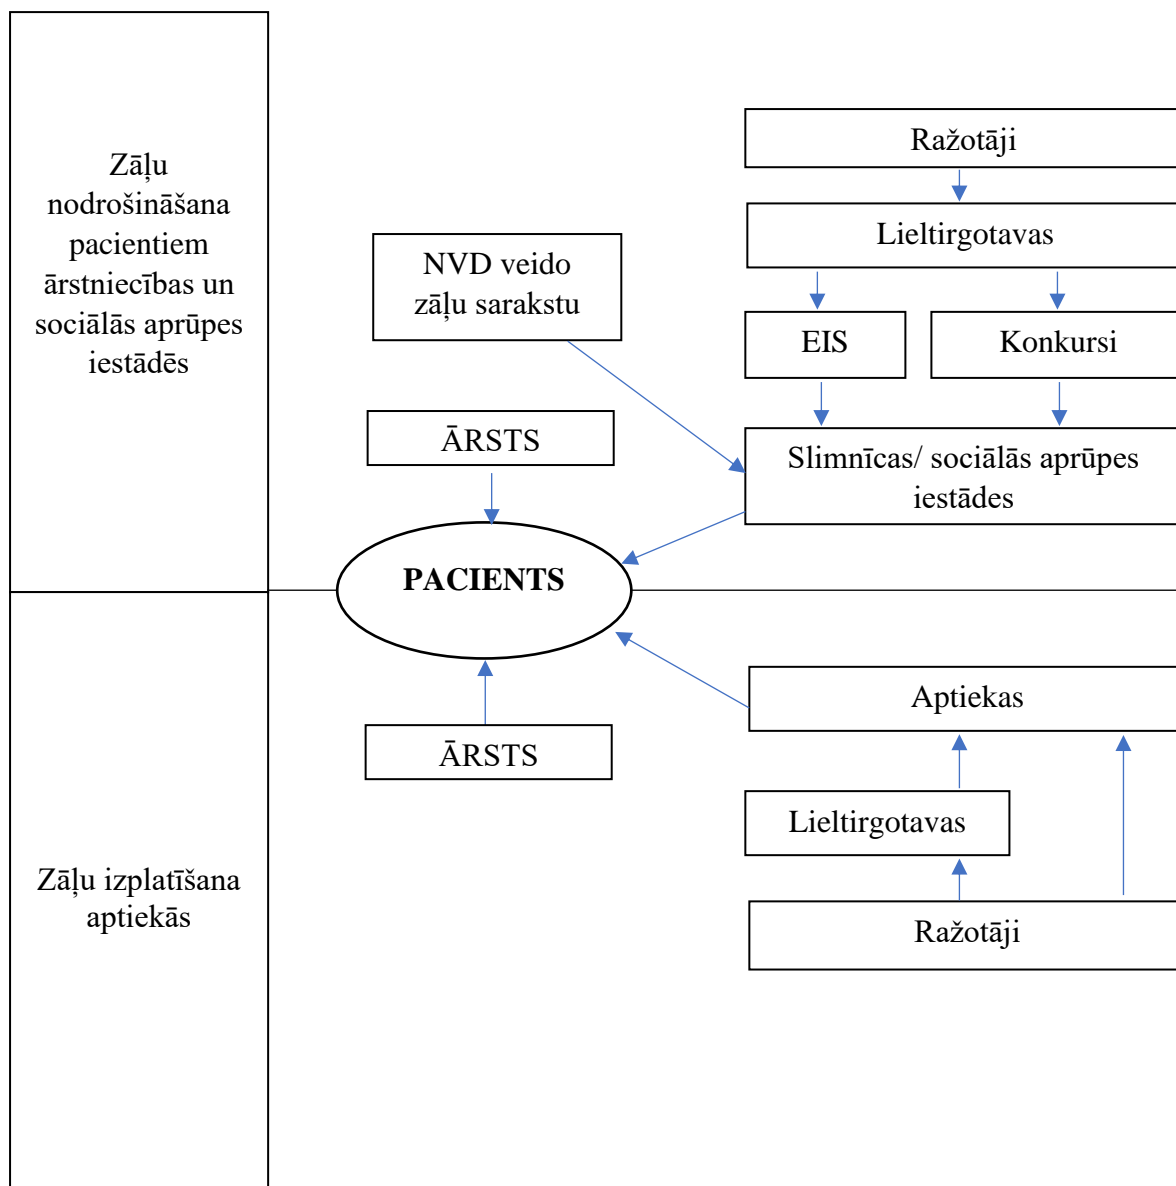 Zāļu
nodrošināšana
pacientiem
ārstniecības un
sociālās aprūpes
iestādēs
Ražotāji
Lieltirgotavas
NVD veido
zāļu sarakstu
EIS
Konkursi
ĀRSTS
Slimnīcas/ sociālās aprūpes
iestādes
PACIENTS
Aptiekas
ĀRSTS
Lieltirgotavas
Zāļu izplatīšana
aptiekās
Ražotāji